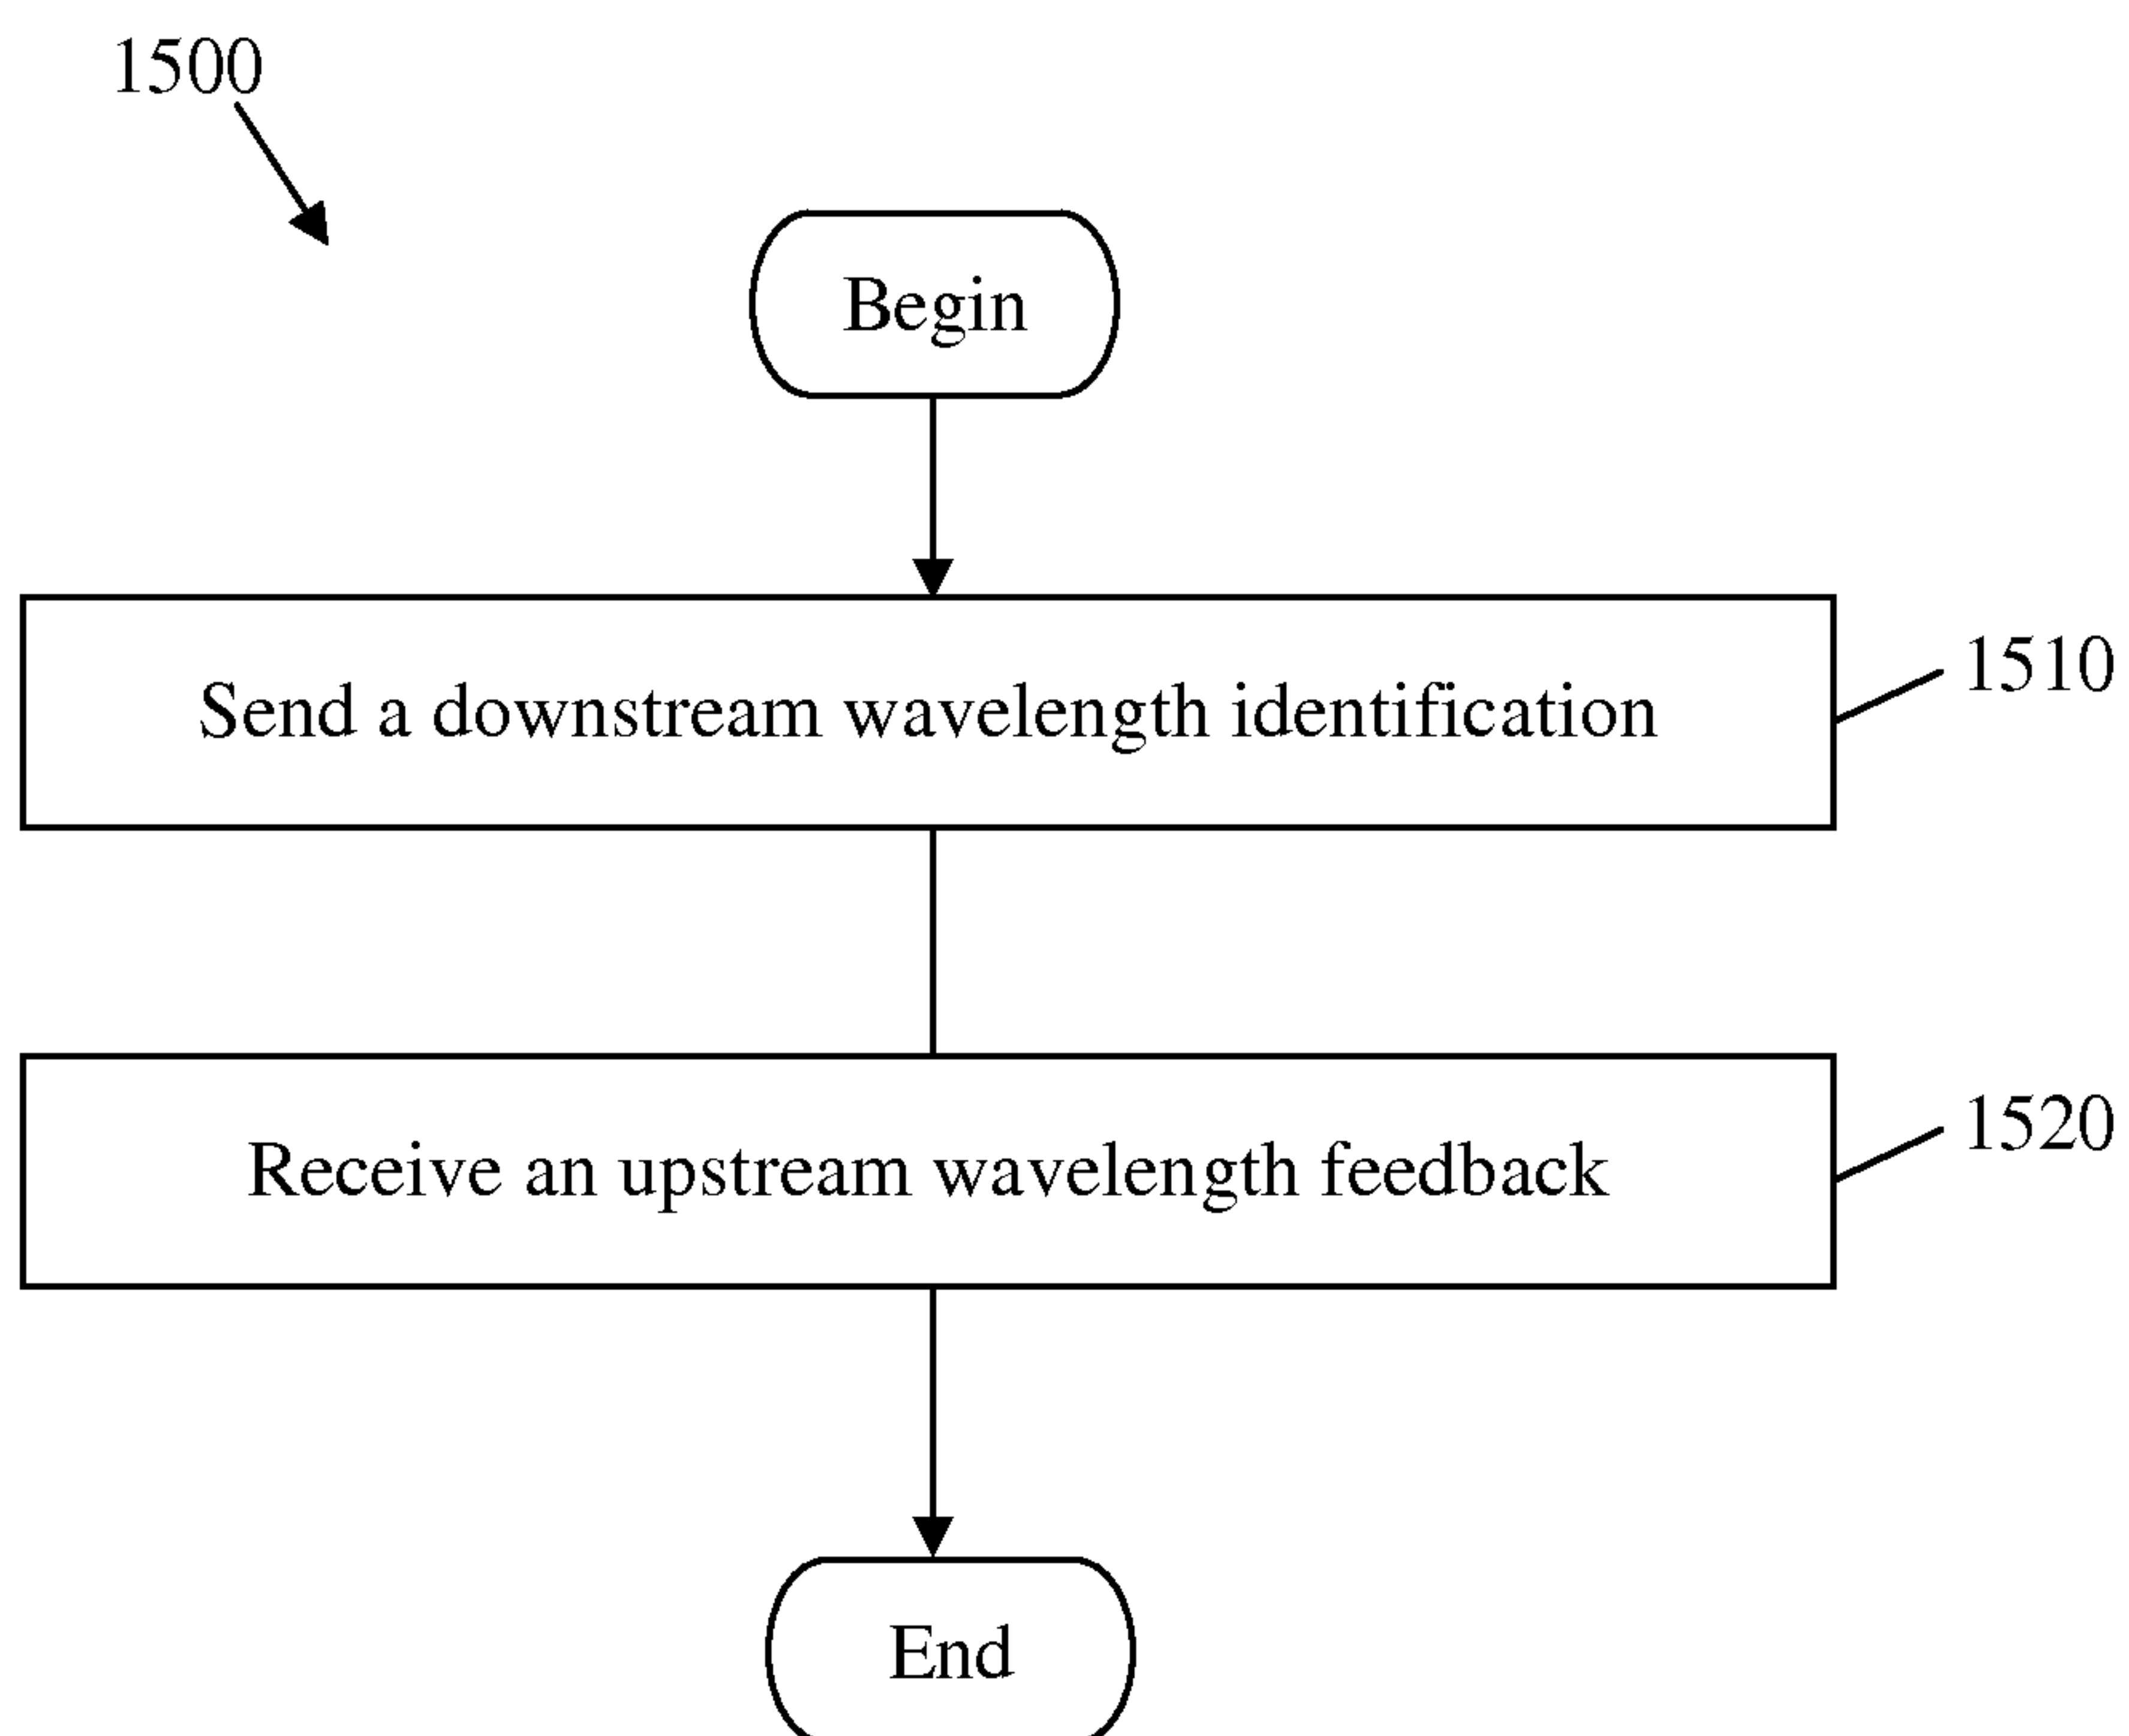 1500
Begin
Send a downstream wavelength identification
1510
Receive an upstream wavelength feedback
1520
End